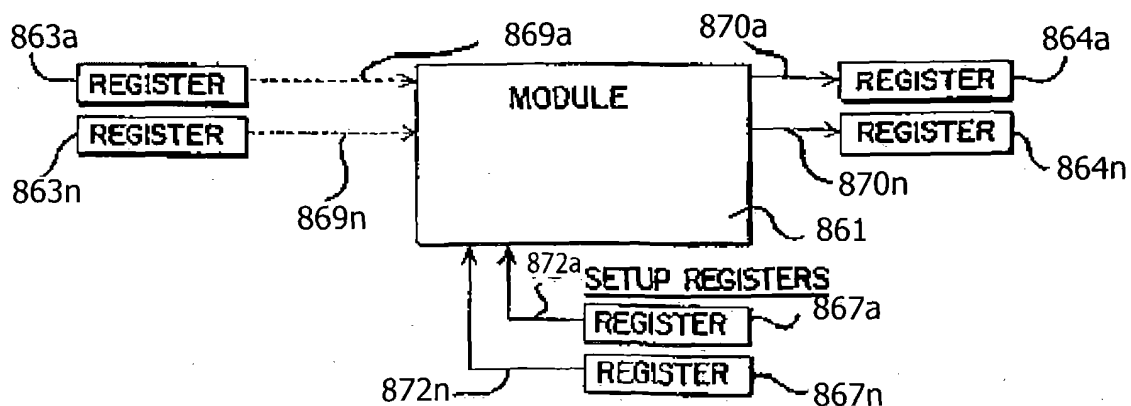 863a
869a
870a
864a
REGISTER
REGISTER
MODULE
REGISTER
REGISTER
863n
869n
870n
864n
861
872a
SETUP REGISTERS
REGISTER
867a
REGISTER
872n
867n